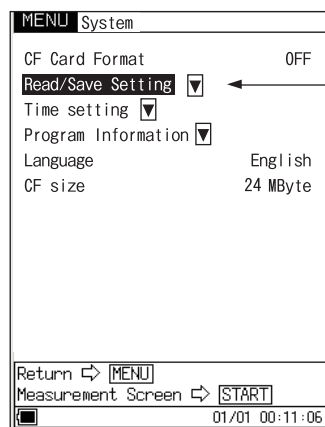 MENU System
CF Card Format OFF
Read/Save Setting ▼
Time setting ▼
Program Information ▼
Language English
CF size 24 MByte
Return ⇨ MENU
Measurement Screen ⇨ START
01/01 00:11:06